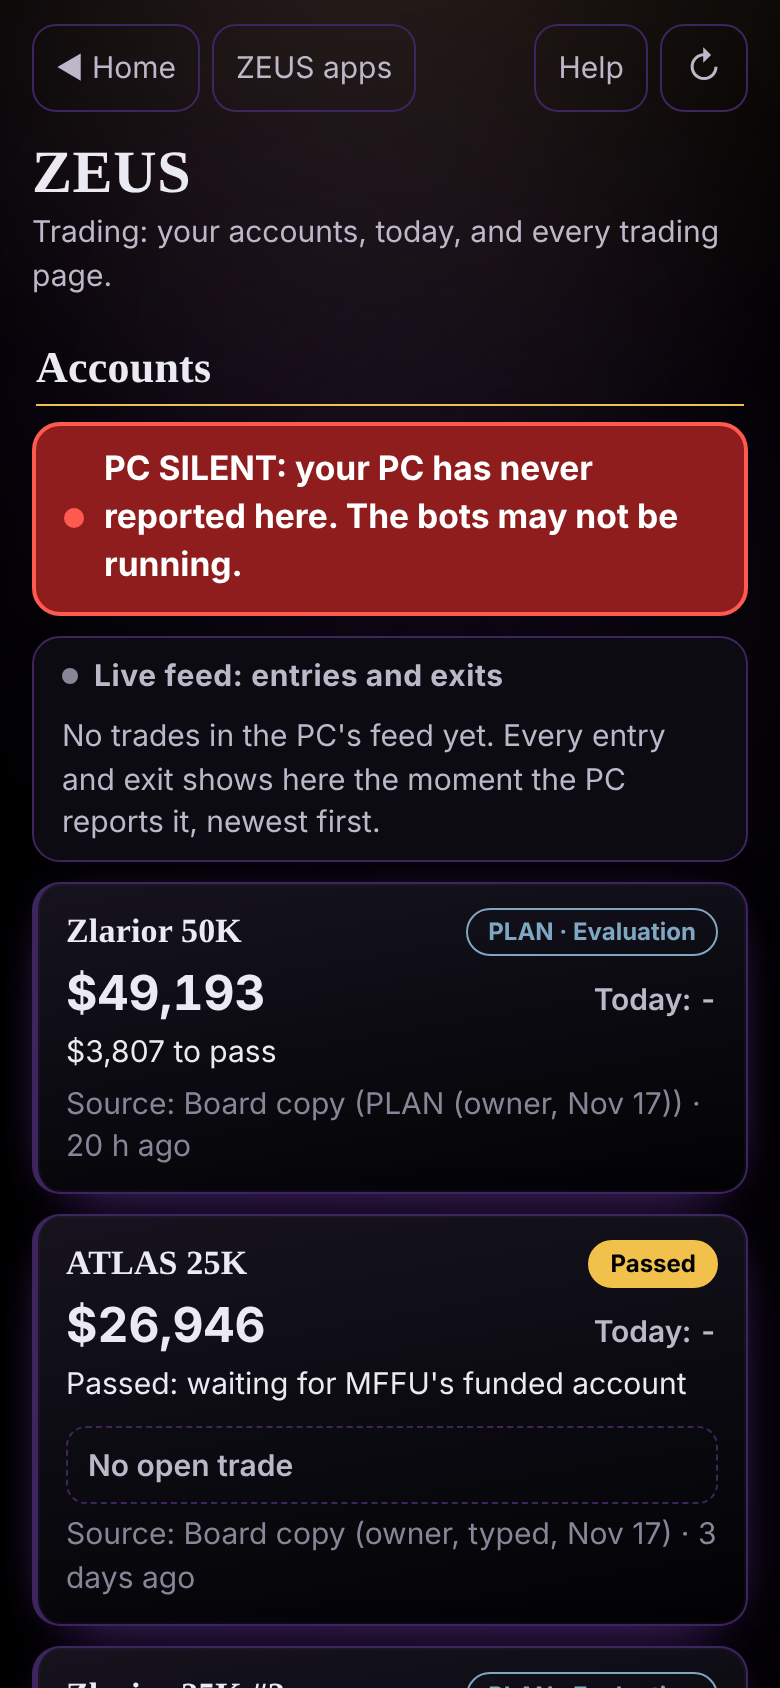 ◀ Home
ZEUS apps
Help
↻
ZEUS
Trading: your accounts, today, and every trading
page.
Accounts
PC SILENT: your PC has never
reported here. The bots may not be
running.
Live feed: entries and exits
No trades in the PC's feed yet. Every entry
and exit shows here the moment the PC
reports it, newest first.
Zlarior 50K
PLAN · Evaluation
$49,193
Today: -
$3,807 to pass
Source: Board copy (PLAN (owner, Nov 17)) ·
20 h ago
ATLAS 25K
Passed
$26,946
Today: -
Passed: waiting for MFFU's funded account
No open trade
Source: Board copy (owner, typed, Nov 17) · 3
days ago